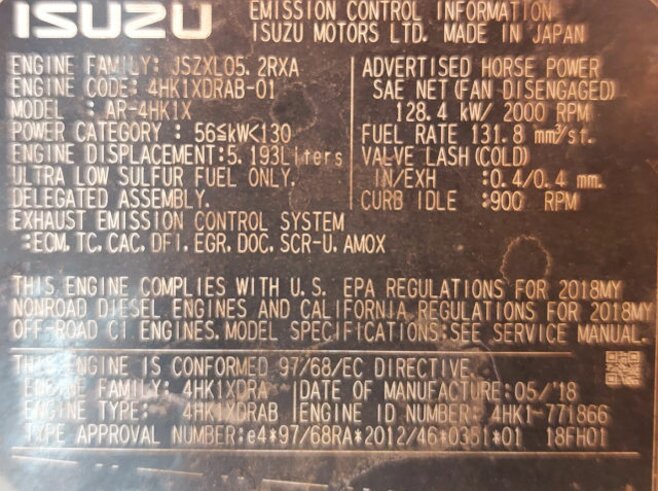 ISUZU
EMISSION CONTROL INFORMATION
ISUZU MOTORS LTD. MADE IN JAPAN
ENGINE FAMILY: JSZXL05.2RXA
ENGINE CODE: 4HK1XDRAB-01
MODEL : AR-4HK1X
POWER CATEGORY : 56≤kW<130
ENGINE DISPLACEMENT:5.193Liters
ULTRA LOW SULFUR FUEL ONLY.
DELEGATED ASSEMBLY.
EXHAUST EMISSION CONTROL SYSTEM
:ECM, TC, CAC, DFI, EGR, DOC, SCR-U, AMOX
ADVERTISED HORSE POWER
SAE NET (FAN DISENGAGED)
128.4 kW/ 2000 RPM
FUEL RATE 131.8 mm³/st.
VALVE LASH(COLD)
IN/EXH :0.4/0.4 mm.
CURB IDLE :900 RPM
THIS ENGINE COMPLIES WITH U.S. EPA REGULATIONS FOR 2018MY
NONROAD DIESEL ENGINES AND CALIFORNIA REGULATIONS FOR 2018MY
OFF-ROAD CI ENGINES. MODEL SPECIFICATIONS:SEE SERVICE MANUAL.
THIS ENGINE IS CONFORMED 97/68/EC DIRECTIVE
ENGINE FAMILY: 4HK1XDRA
ENGINE TYPE: 4HK1XDRAB
DATE OF MANUFACTURE:05/'18
ENGINE ID NUMBER: 4HK1-771866
TYPE APPROVAL NUMBER:e4*97/68RA*2012/46*0381*01 18FH01